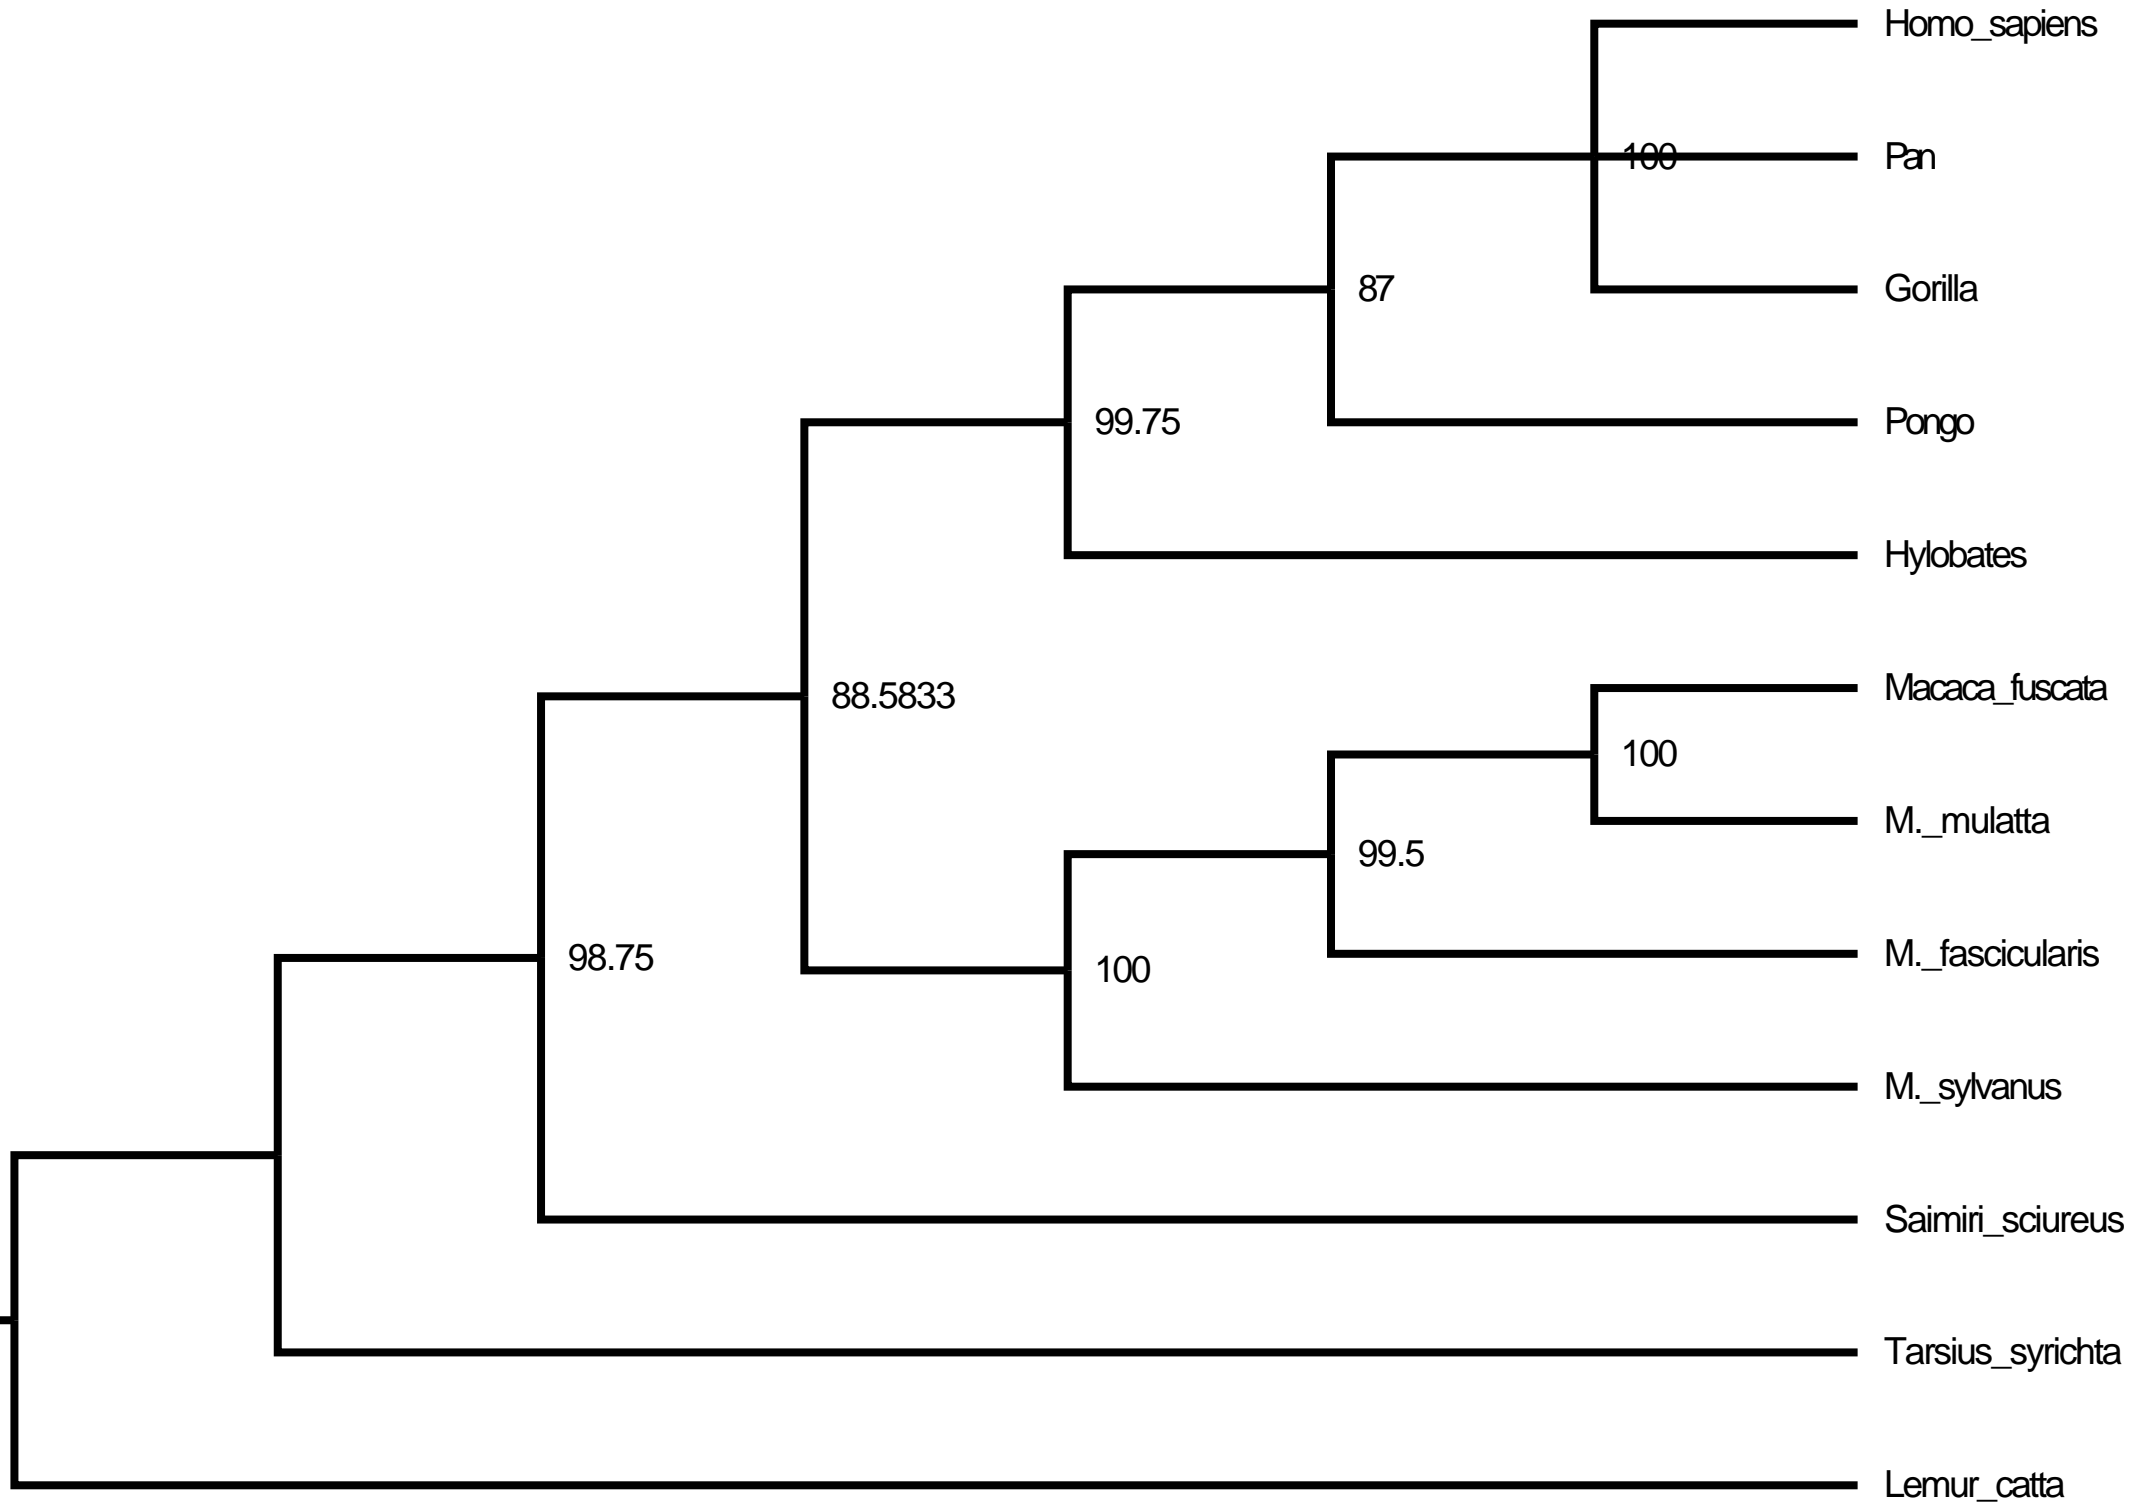 Homo_sapiens
100
Pan
87
Gorilla
99.75
Pongo
Hylobates
88.5833
Macaca_fuscata
100
M._mulatta
99.5
M._fascicularis
98.75
100
M._sylvanus
Saimiri_sciureus
Tarsius_syrichta
Lemur_catta